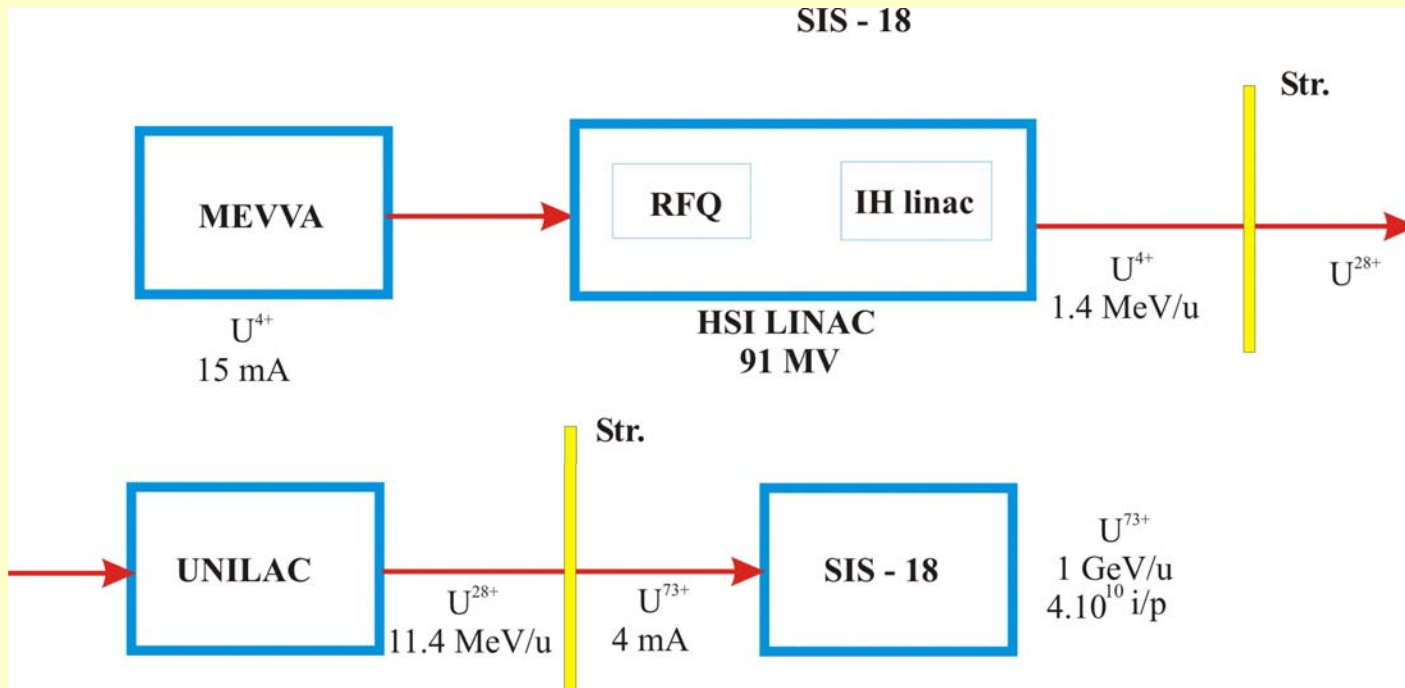 SIS - 18
Str.
MEVVA
RFQ
IH linac
U⁴⁺
15 mA
HSI LINAC
91 MV
U⁴⁺
1.4 MeV/u
U²⁸⁺
Str.
UNILAC
U²⁸⁺
11.4 MeV/u
U⁷³⁺
4 mA
SIS - 18
U⁷³⁺
1 GeV/u
4.10¹⁰ i/p